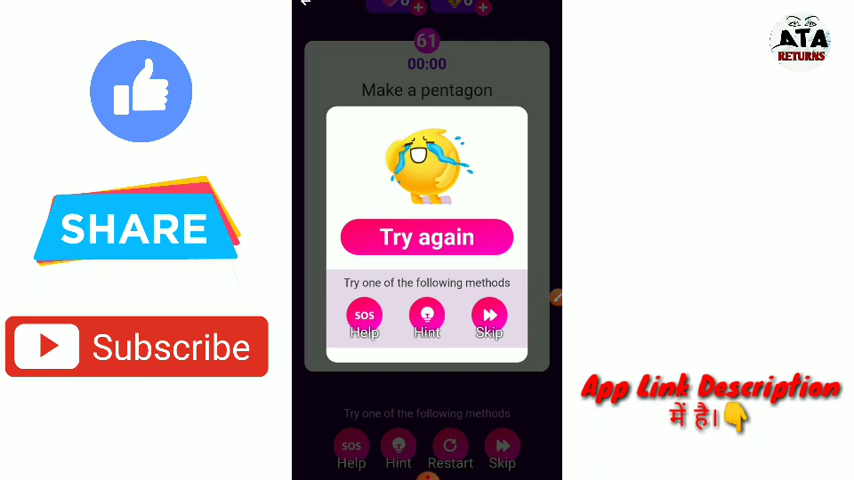 61
00:00
Make a pentagon
Try again
Try one of the following methods
SOS
Help
Hint
Skip
Try one of the following methods
SOS
Help
Hint
Restart
Skip
SHARE
Subscribe
ATA
RETURNS
App Link Description
में है।